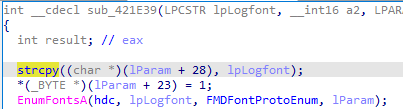 int __cdecl sub_421E39(LPCSTR lpLogfont, __int16 a2, LPARA
{
int result; // eax
strcpy((char *)(lParam + 28), lpLogfont);
*(_BYTE *)(lParam + 23) = 1;
EnumFontsA(hdc, lpLogfont, FMDFontProtoEnum, lParam);